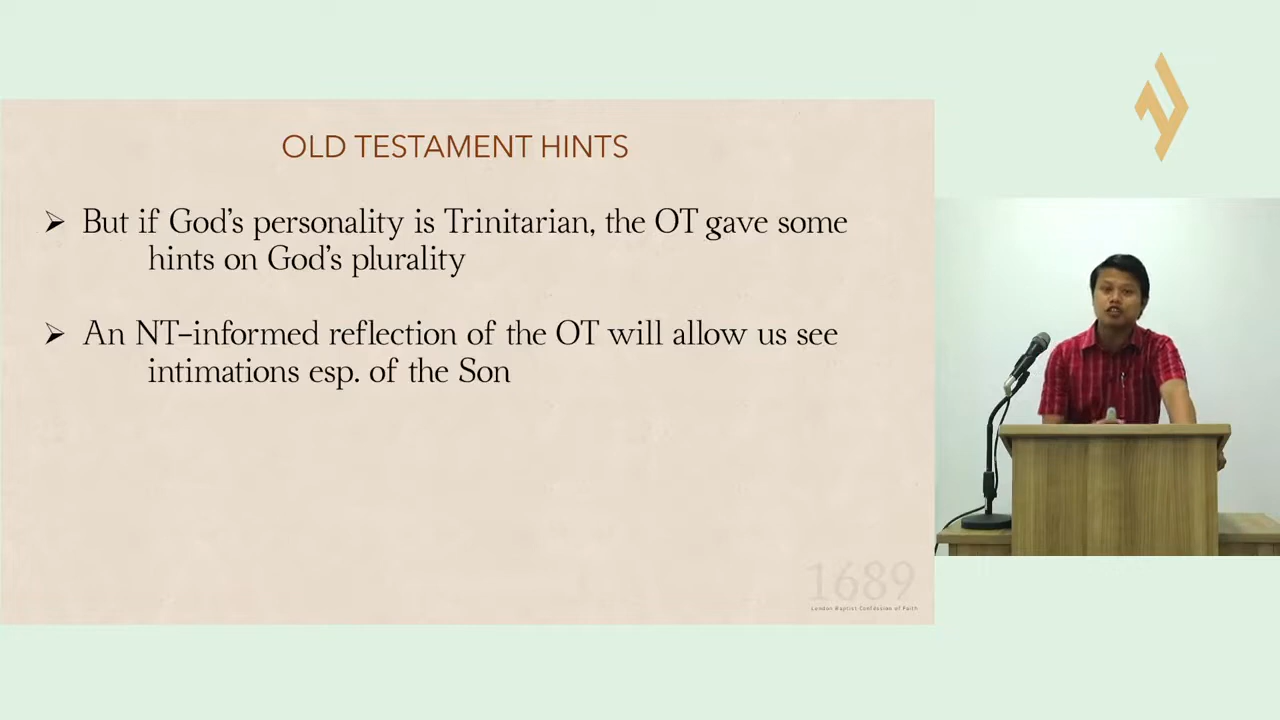 OLD TESTAMENT HINTS
➢ But if God's personality is Trinitarian, the OT gave some
hints on God's plurality
➢ An NT-informed reflection of the OT will allow us see
intimations esp. of the Son
1689
London Baptist Confession of Faith